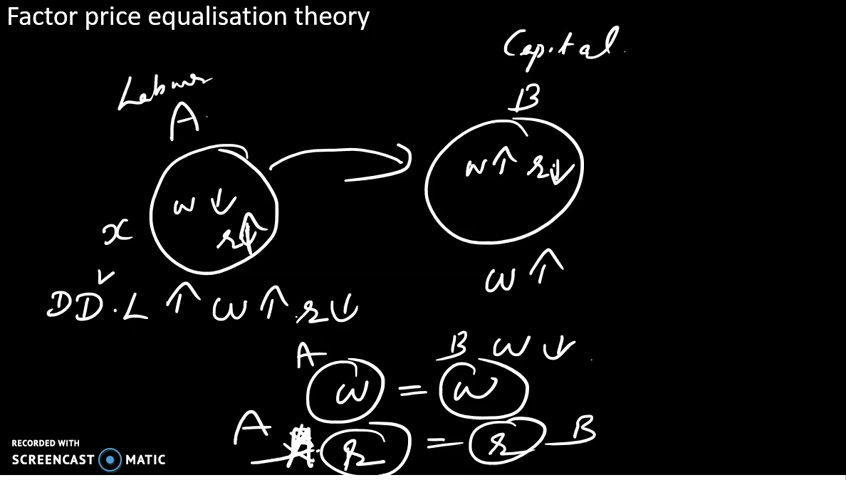 Factor price equalisation theory
Capital
Labour
A
B
w ↓
r↑
w↑ r↓
x
w ↑
DD.L ↑ w ↑ r↓
A
B w ↓
w = w
A r = r B
RECORDED WITH
SCREENCAST MATIC